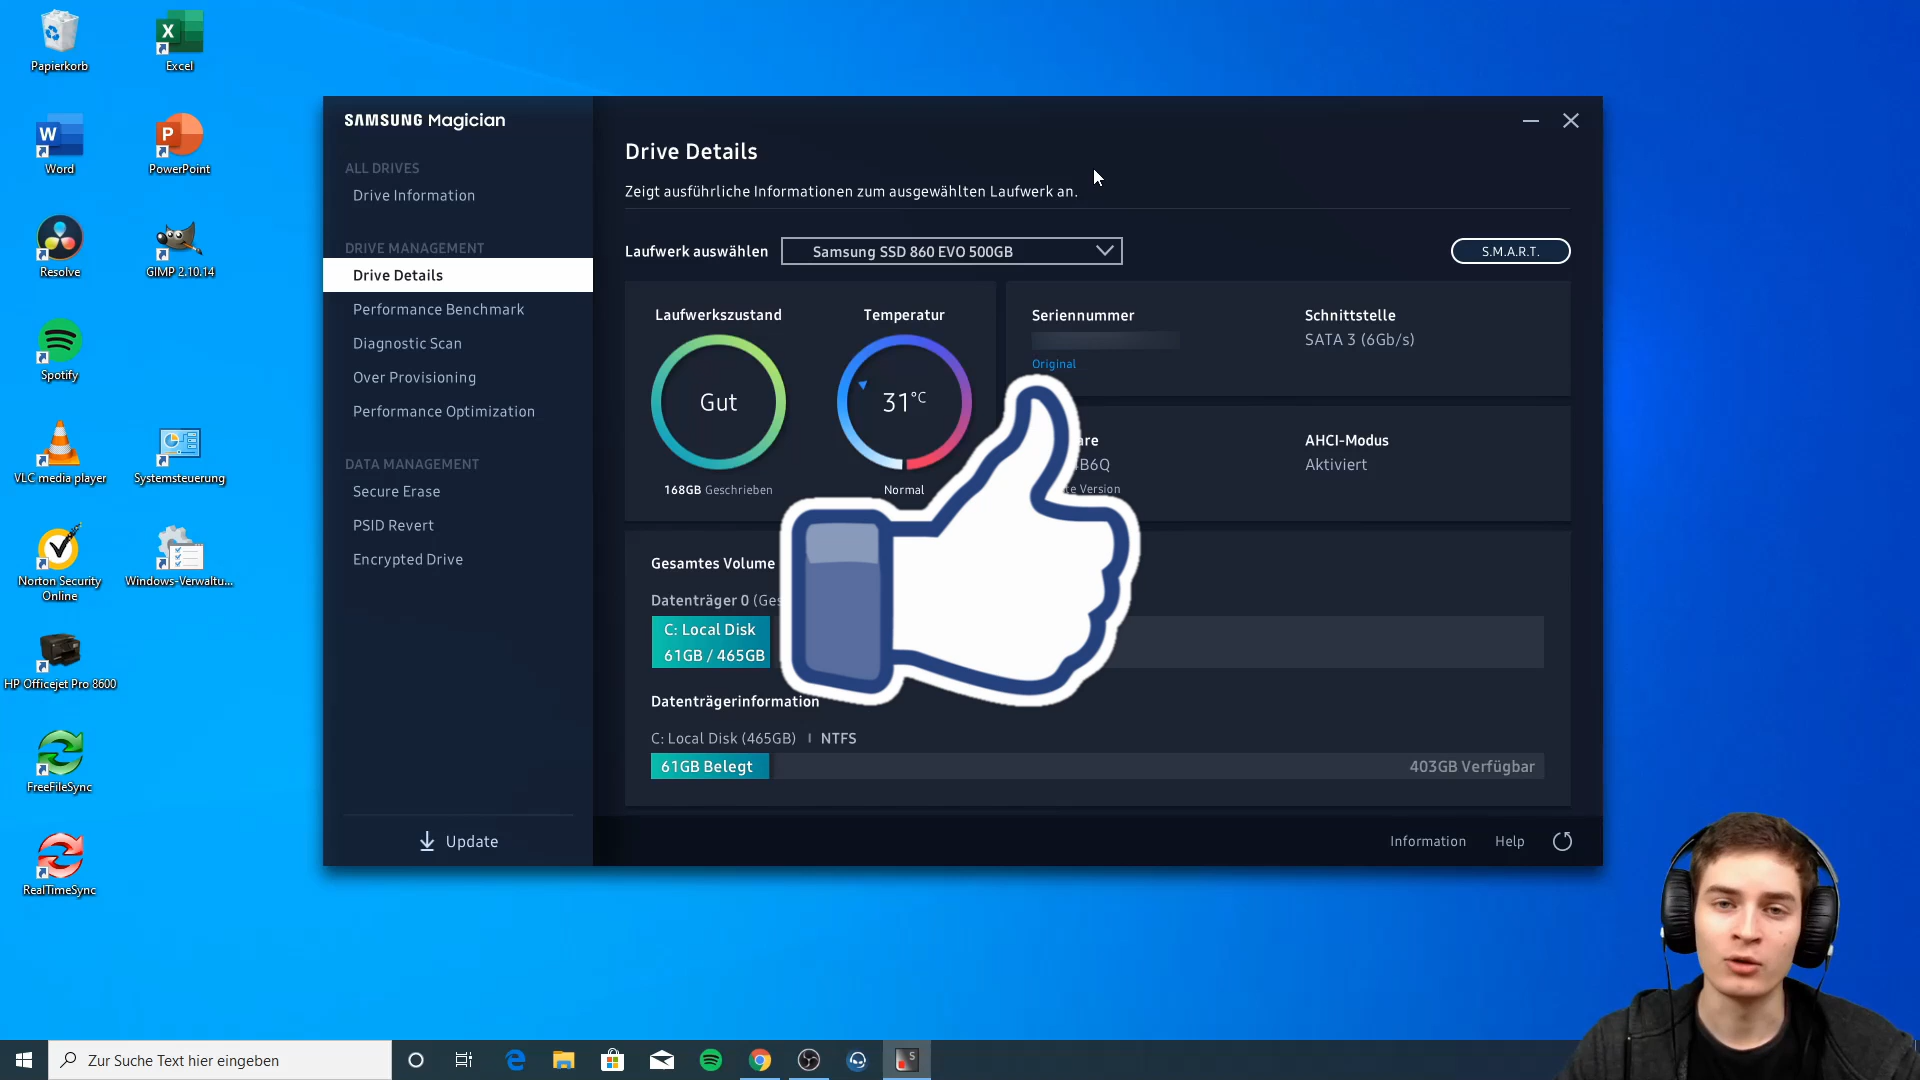 Papierkorb
Excel
Word
PowerPoint
Resolve
GIMP 2.10.14
Spotify
VLC media player
Systemsteuerung
Norton Security
Online
Windows-Verwaltu...
HP Officejet Pro 8600
FreeFileSync
RealTimeSync
SAMSUNG Magician
ALL DRIVES
Drive Information
DRIVE MANAGEMENT
Drive Details
Performance Benchmark
Diagnostic Scan
Over Provisioning
Performance Optimization
DATA MANAGEMENT
Secure Erase
PSID Revert
Encrypted Drive
Update
Drive Details
Zeigt ausführliche Informationen zum ausgewählten Laufwerk an.
Laufwerk auswählen
Samsung SSD 860 EVO 500GB
S.M.A.R.T.
Laufwerkszustand
Gut
168GB Geschrieben
Temperatur
31°C
Normal
Seriennummer
Original
Schnittstelle
SATA 3 (6Gb/s)
B6Q
Version
AHCI-Modus
Aktiviert
Gesamtes Volume
Datenträger 0
C: Local Disk
61GB / 465GB
Datenträgerinformation
C: Local Disk (465GB) | NTFS
61GB Belegt
403GB Verfügbar
Information
Help
Zur Suche Text hier eingeben